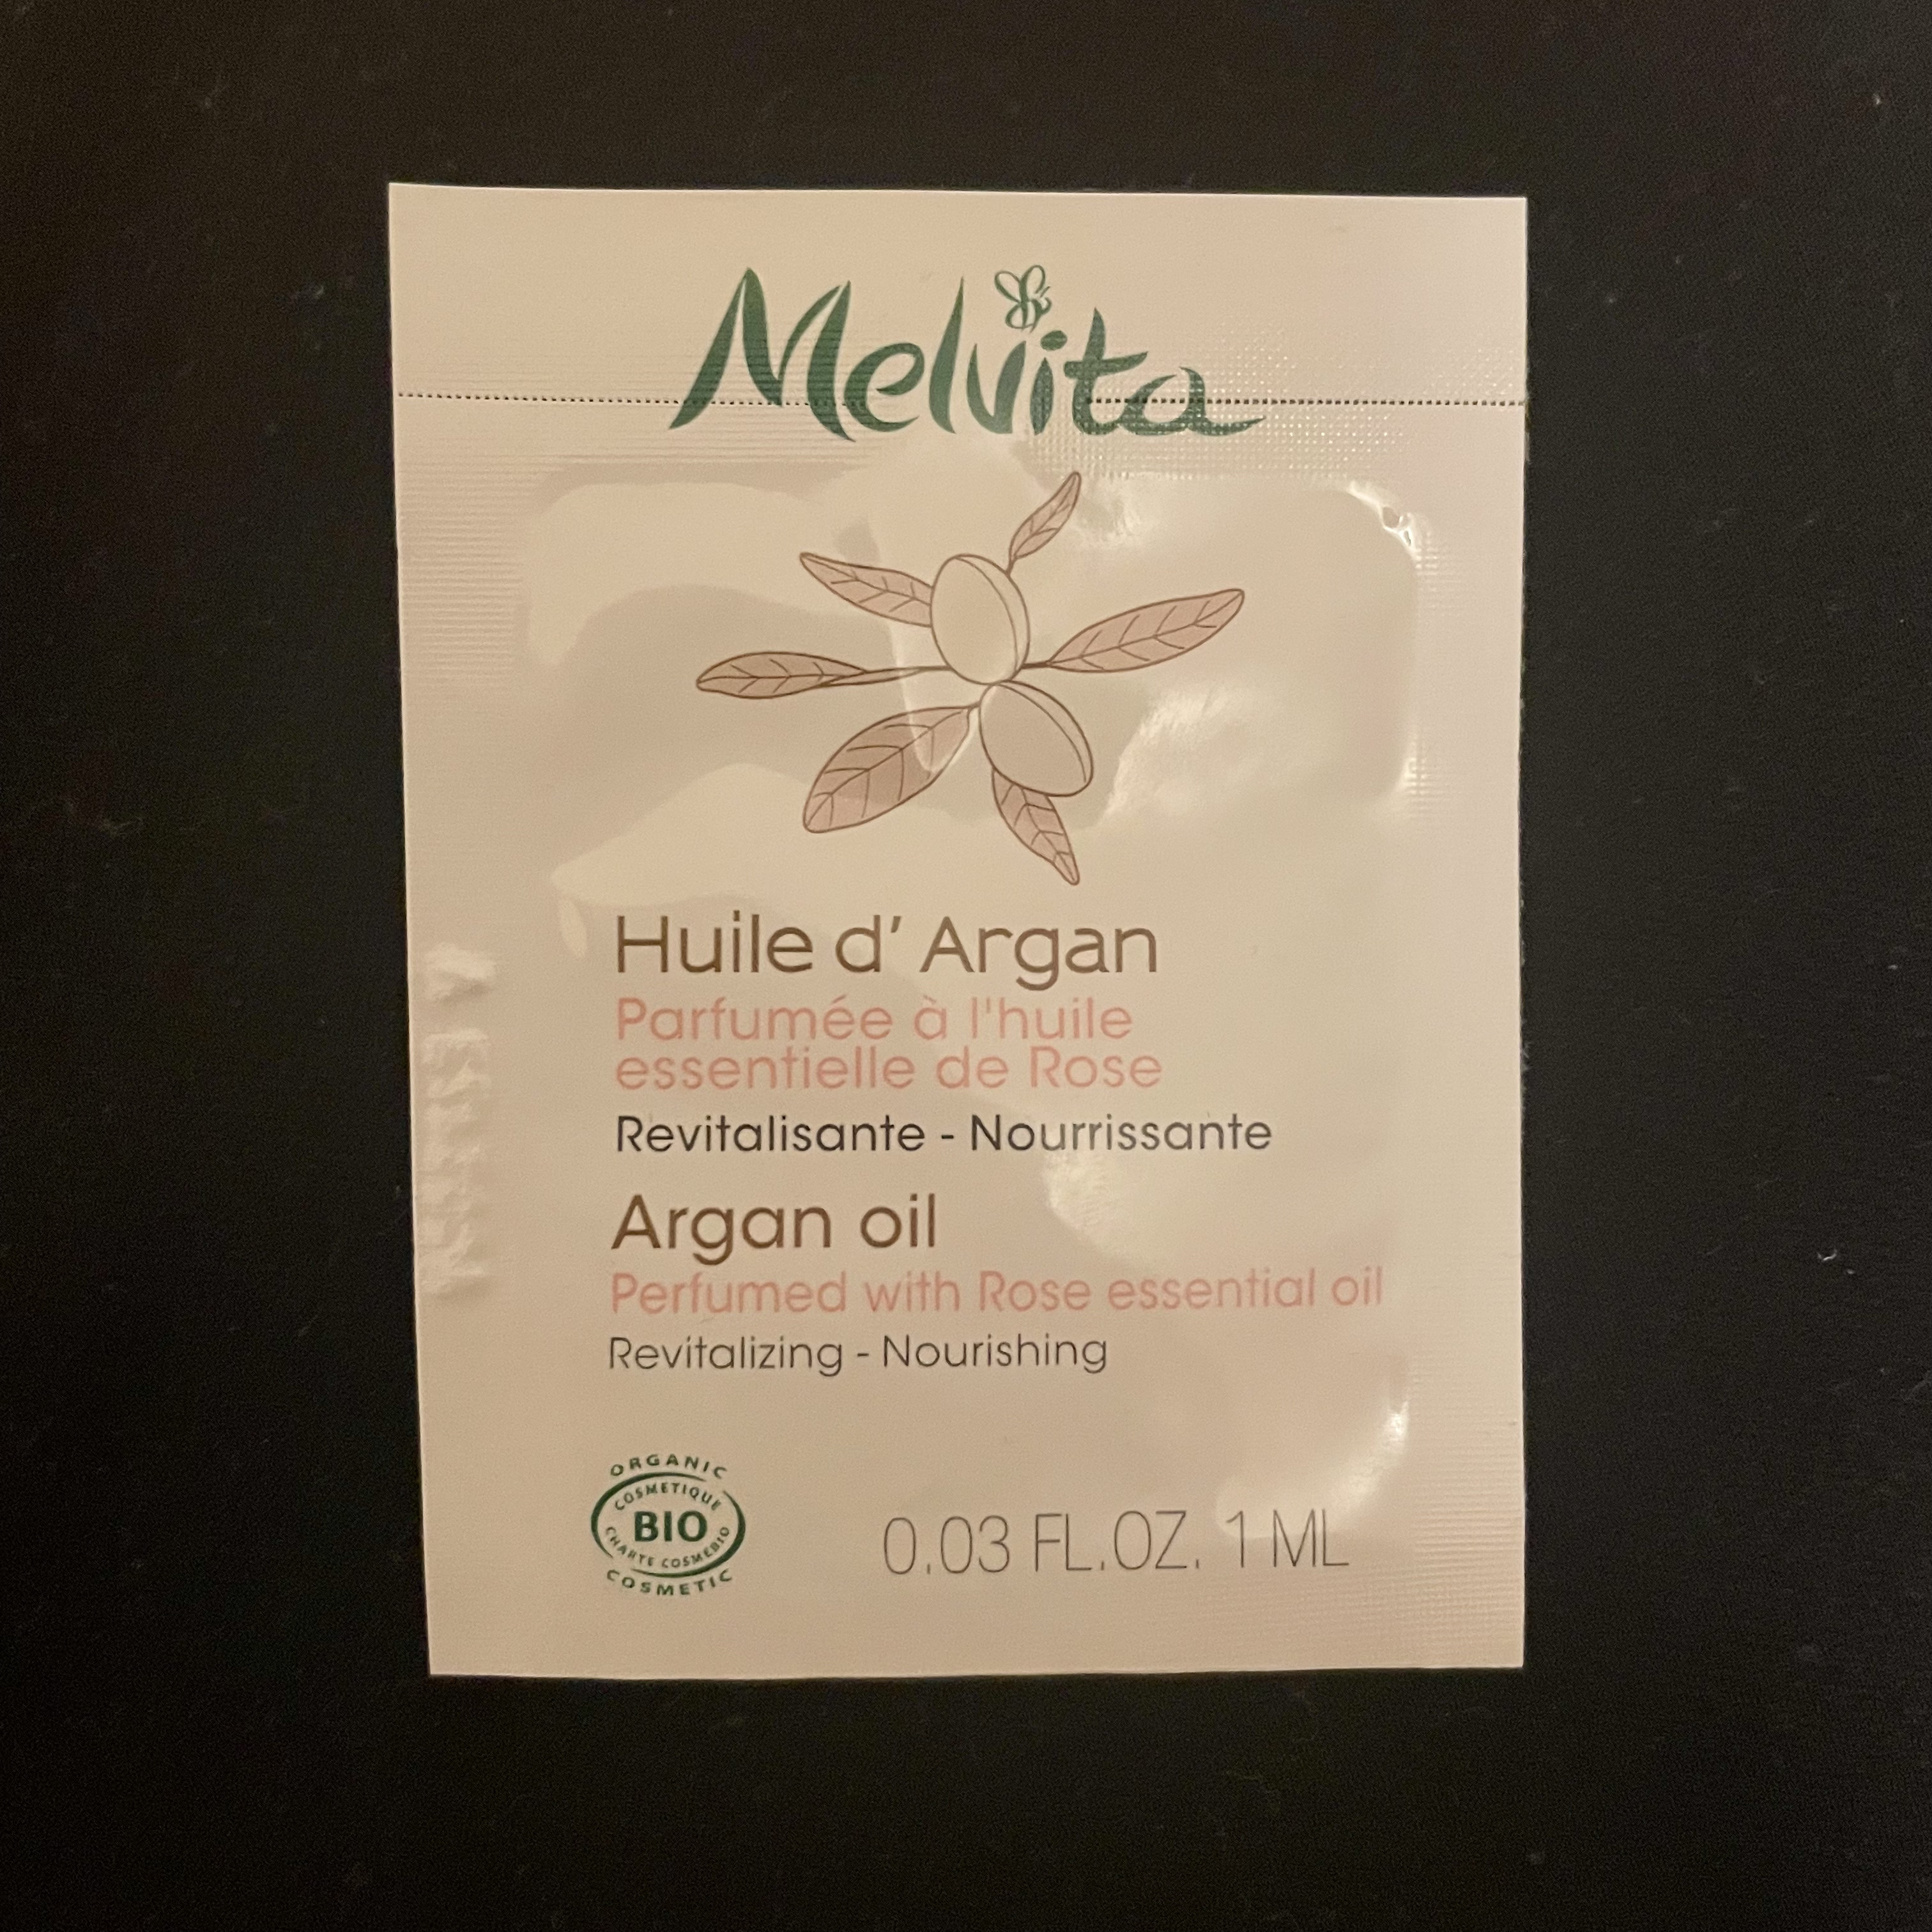 Melvita
Huile d' Argan
Parfumée à l'huile
essentielle de Rose
Revitalisante - Nourrissante
Argan oil
Perfumed with Rose essential oil
Revitalizing - Nourishing
ORGANIC
COSMETIQUE
BIO
CHARTE COSMEBIO
COSMETIC
0.03 FL.OZ. 1 ML